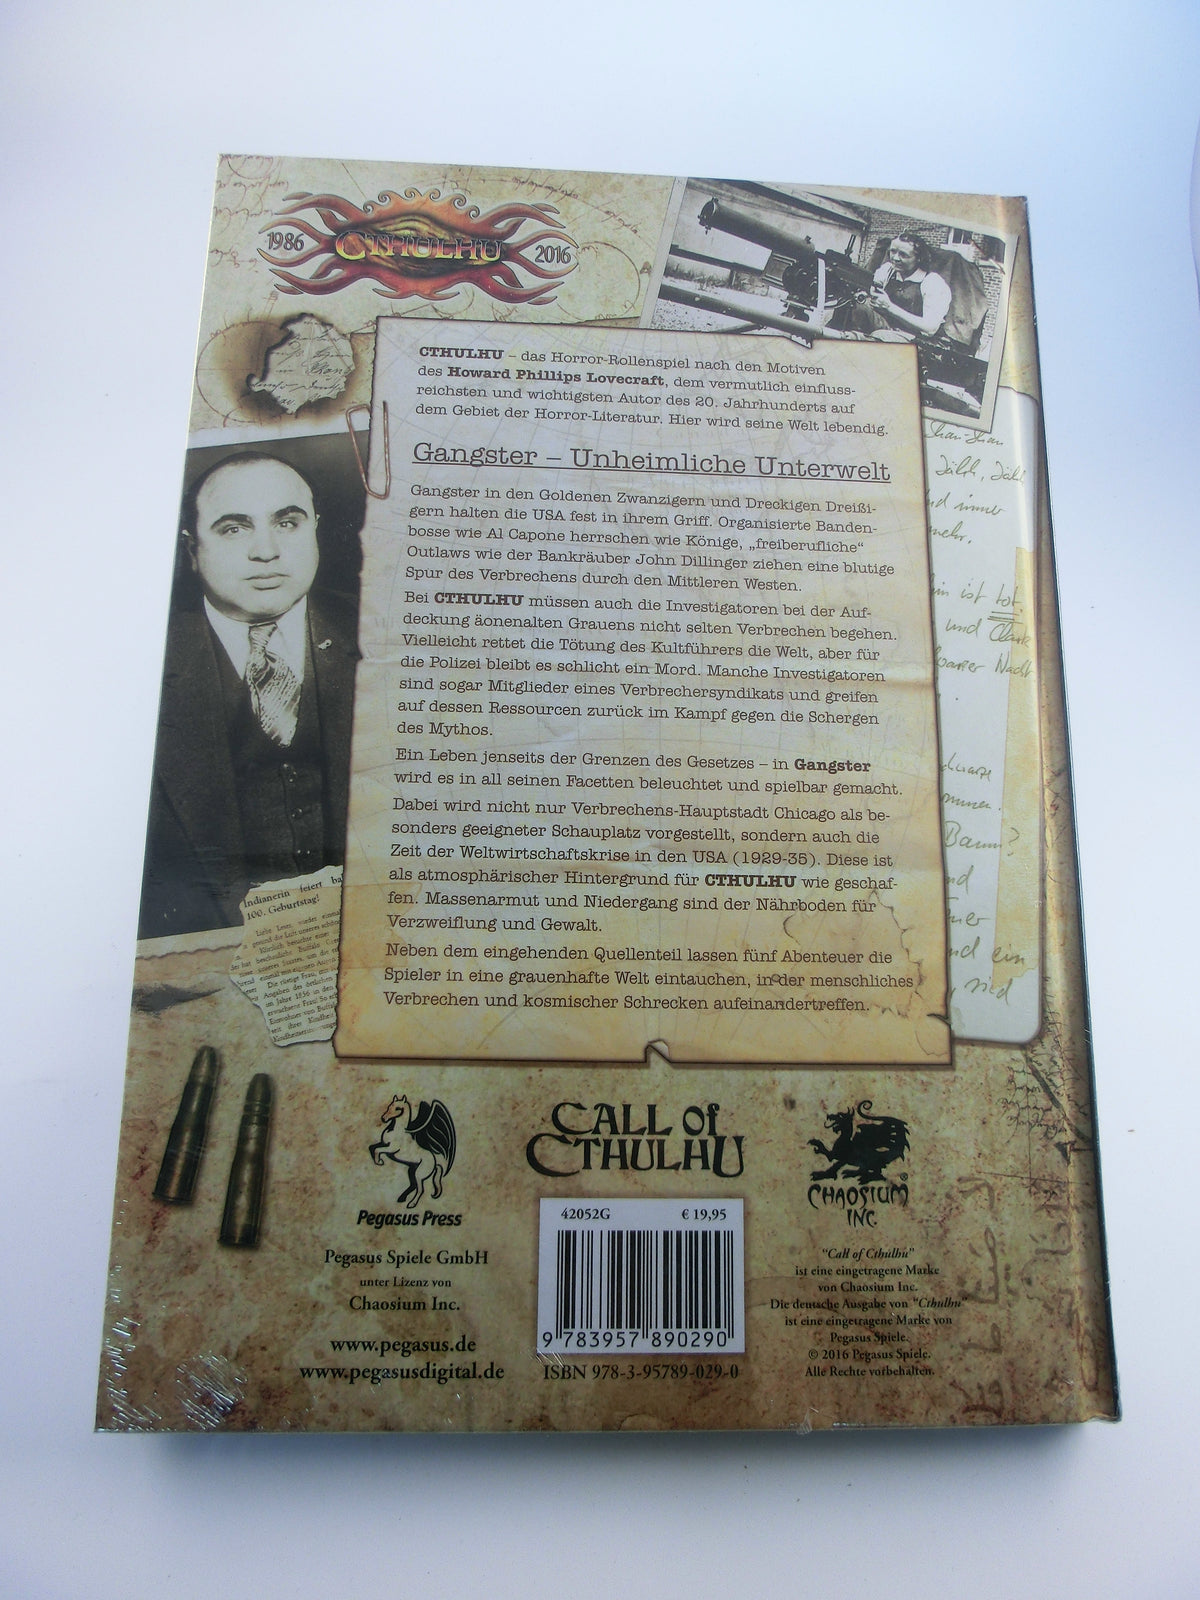 1986 CTHULHU 2016
CTHULHU – das Horror-Rollenspiel nach den Motiven
des Howard Phillips Lovecraft, dem vermutlich einfluss-
reichsten und wichtigsten Autor des 20. Jahrhunderts auf
dem Gebiet der Horror-Literatur. Hier wird seine Welt lebendig.
Gangster – Unheimliche Unterwelt
Gangster in den Goldenen Zwanzigern und Dreckigen Dreißi-
gern halten die USA fest in ihrem Griff. Organisierte Banden-
bosse wie Al Capone herrschen wie Könige, „freiberufliche“
Outlaws wie der Bankräuber John Dillinger ziehen eine blutige
Spur des Verbrechens durch den Mittleren Westen.
Bei CTHULHU müssen auch die Investigatoren bei der Auf-
deckung äonenalten Grauens nicht selten Verbrechen begehen.
Vielleicht rettet die Tötung des Kultführers die Welt, aber für
die Polizei bleibt es schlicht ein Mord. Manche Investigatoren
sind sogar Mitglieder eines Verbrechersyndikats und greifen
auf dessen Ressourcen zurück im Kampf gegen die Schergen
des Mythos.
Ein Leben jenseits der Grenzen des Gesetzes – in Gangster
wird es in all seinen Facetten beleuchtet und spielbar gemacht.
Dabei wird nicht nur Verbrechens-Hauptstadt Chicago als be-
sonders geeigneter Schauplatz vorgestellt, sondern auch die
Zeit der Weltwirtschaftskrise in den USA (1929-35). Diese ist
als atmosphärischer Hintergrund für CTHULHU wie geschaf-
fen. Massenarmut und Niedergang sind der Nährboden für
Verzweiflung und Gewalt.
Neben dem eingehenden Quellenteil lassen fünf Abenteuer die
Spieler in eine grauenhafte Welt eintauchen, in der menschliches
Verbrechen und kosmischer Schrecken aufeinandertreffen.
und immer
mehr.
ist tot.
und
Nacht
Baum?
und ein
sind
Indianerin feiert
100. Geburtstag!
Pegasus Press
Pegasus Spiele GmbH
unter Lizenz von
Chaosium Inc.
www.pegasus.de
www.pegasusdigital.de
CALL of
CTHULHU
42052G € 19,95
9 783957 890290
ISBN 978-3-95789-029-0
CHAOSIUM
INC.
"Call of Cthulhu"
ist eine eingetragene Marke
von Chaosium Inc.
Die deutsche Ausgabe von "Cthulhu"
ist eine eingetragene Marke von
Pegasus Spiele.
© 2016 Pegasus Spiele.
Alle Rechte vorbehalten.